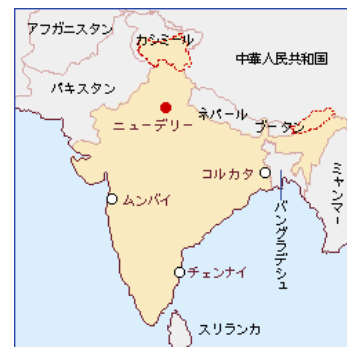 アフガニスタン
カシミール
中華人民共和国
パキスタン
ネパール
ブータン
ニューデリー
コルカタ
ミャンマー
ムンバイ
バングラデシュ
チェンナイ
スリランカ